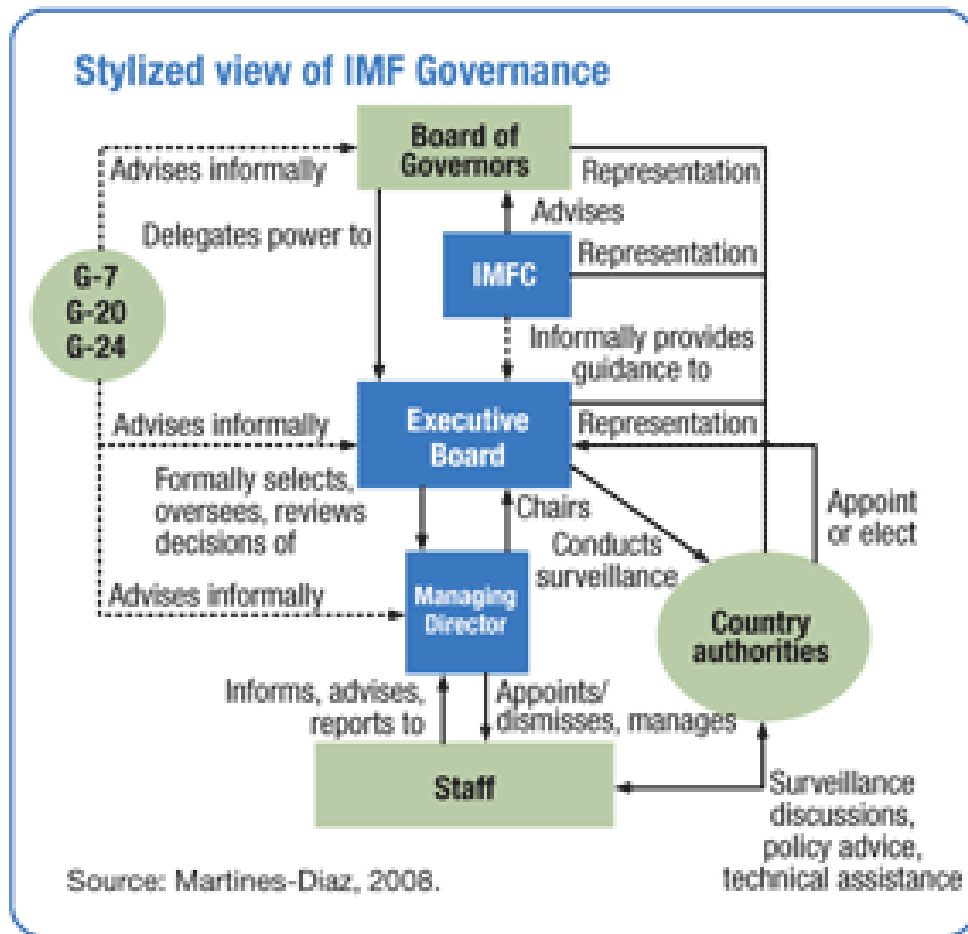 Stylized view of IMF Governance
Board of
Governors
Advises informally
Representation
Advises
Delegates power to
IMFC
Representation
G-7
G-20
G-24
Informally provides
guidance to
Executive
Board
Advises informally
Representation
Formally selects,
oversees, reviews
decisions of
Chairs
Appoint
or elect
Conducts
surveillance
Advises informally
Managing
Director
Country
authorities
Informs, advises,
reports to
Appoints/
dismisses, manages
Staff
Surveillance
discussions,
policy advice,
technical assistance
Source: Martines-Diaz, 2008.